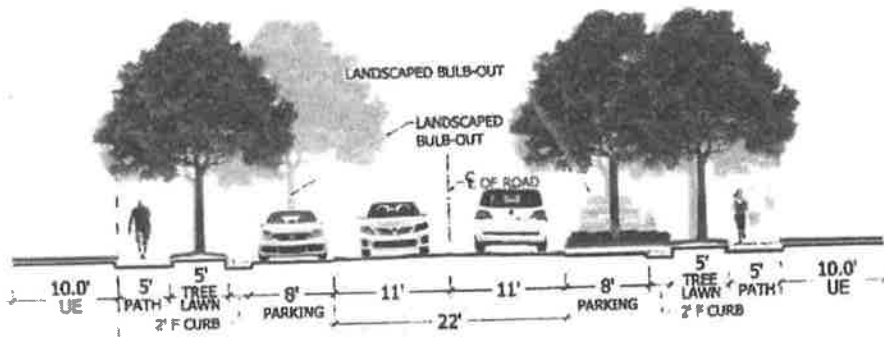 LANDSCAPED BULB-OUT
LANDSCAPED
BULB-OUT
℄ OF ROAD
10.0'
UE
5'
PATH
5'
TREE
LAWN
2' F CURB
8'
PARKING
11'
11'
22'
8'
PARKING
5'
TREE
LAWN
2' F CURB
5'
PATH
10.0'
UE